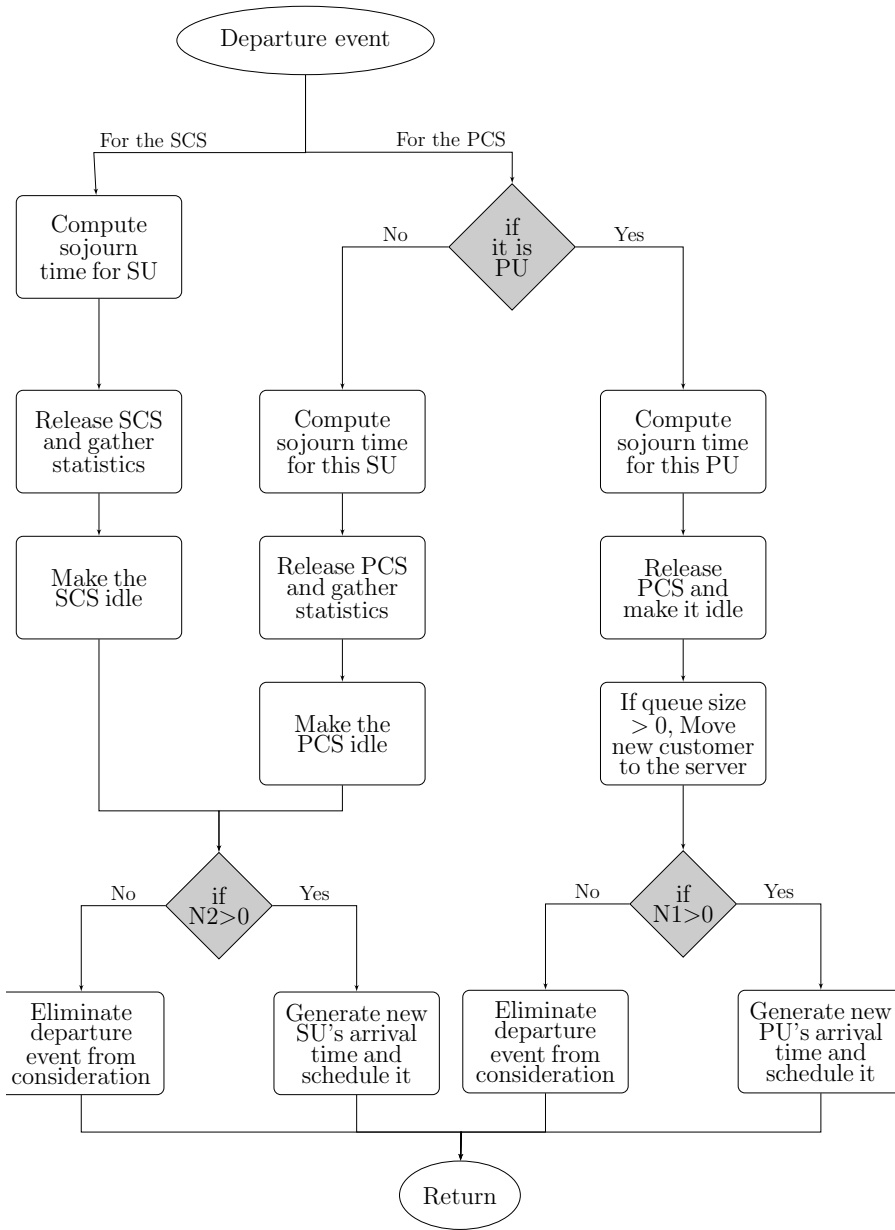 Departure event
For the SCS
For the PCS
if
it is
PU
No
Yes
Compute
sojourn
time for SU
Release SCS
and gather
statistics
Compute
sojourn time
for this SU
Compute
sojourn time
for this PU
Make the
SCS idle
Release PCS
and gather
statistics
Release
PCS and
make it idle
Make the
PCS idle
If queue size
> 0, Move
new customer
to the server
if
N2>0
No
Yes
if
N1>0
No
Yes
Eliminate
departure
event from
consideration
Generate new
SU's arrival
time and
schedule it
Eliminate
departure
event from
consideration
Generate new
PU's arrival
time and
schedule it
Return